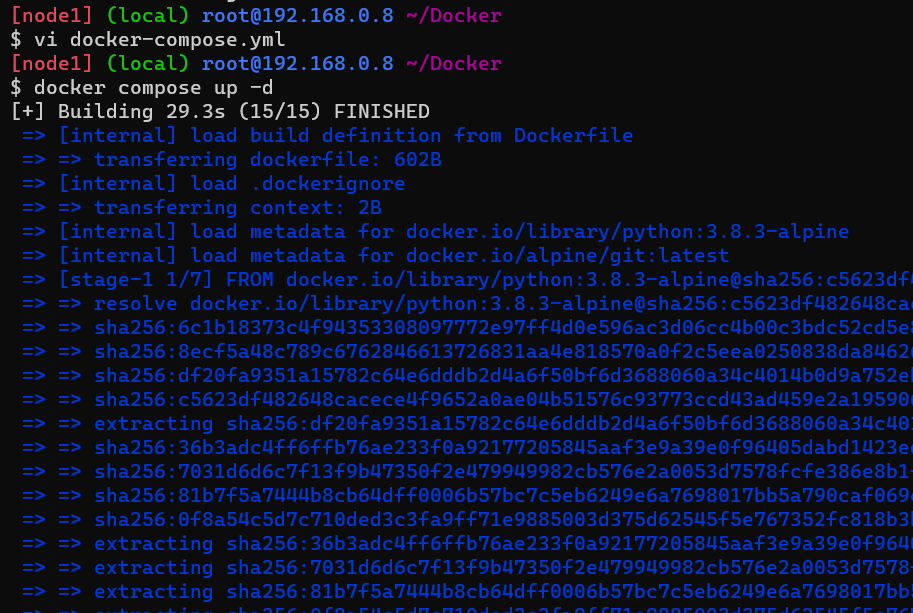 [node1] (local) root@192.168.0.8 ~/Docker
$ vi docker-compose.yml
[node1] (local) root@192.168.0.8 ~/Docker
$ docker compose up -d
[+] Building 29.3s (15/15) FINISHED
=> [internal] load build definition from Dockerfile
=> => transferring dockerfile: 602B
=> [internal] load .dockerignore
=> => transferring context: 2B
=> [internal] load metadata for docker.io/library/python:3.8.3-alpine
=> [internal] load metadata for docker.io/alpine/git:latest
=> [stage-1 1/7] FROM docker.io/library/python:3.8.3-alpine@sha256:c5623df
=> => resolve docker.io/library/python:3.8.3-alpine@sha256:c5623df482648ca
=> => sha256:6c1b18373c4f94353308097772e97ff4d0e596ac3d06cc4b00c3bdc52cd5e
=> => sha256:8ecf5a48c789c6762846613726831aa4e818570a0f2c5eea0250838da8462
=> => sha256:df20fa9351a15782c64e6dddb2d4a6f50bf6d3688060a34c4014b0d9a752e
=> => sha256:c5623df482648cacece4f9652a0ae04b51576c93773ccd43ad459e2a19590
=> => extracting sha256:df20fa9351a15782c64e6dddb2d4a6f50bf6d3688060a34c40
=> => sha256:36b3adc4ff6ffb76ae233f0a92177205845aaf3e9a39e0f96405dabd1423e
=> => sha256:7031d6d6c7f13f9b47350f2e479949982cb576e2a0053d7578fcfe386e8b1
=> => sha256:81b7f5a7444b8cb64dff0006b57bc7c5eb6249e6a7698017bb5a790caf069
=> => sha256:0f8a54c5d7c710ded3c3fa9ff71e9885003d375d62545f5e767352fc818b3
=> => extracting sha256:36b3adc4ff6ffb76ae233f0a92177205845aaf3e9a39e0f964
=> => extracting sha256:7031d6d6c7f13f9b47350f2e479949982cb576e2a0053d7578
=> => extracting sha256:81b7f5a7444b8cb64dff0006b57bc7c5eb6249e6a7698017bb